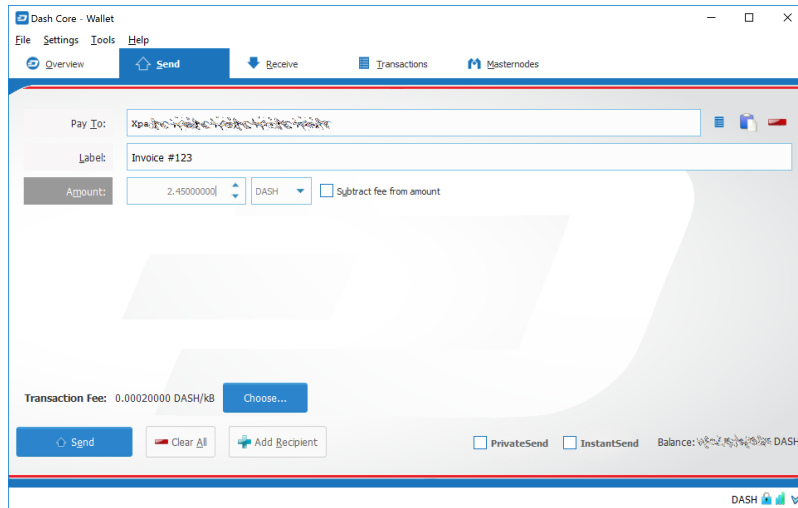 Dash Core - Wallet
File Settings Tools Help
Overview Send Receive Transactions Masternodes
Pay To: Xpa
Label: Invoice #123
Amount: 2.45000000 DASH Subtract fee from amount
Transaction Fee: 0.00020000 DASH/kB Choose...
Send Clear All Add Recipient PrivateSend InstantSend Balance: DASH
DASH